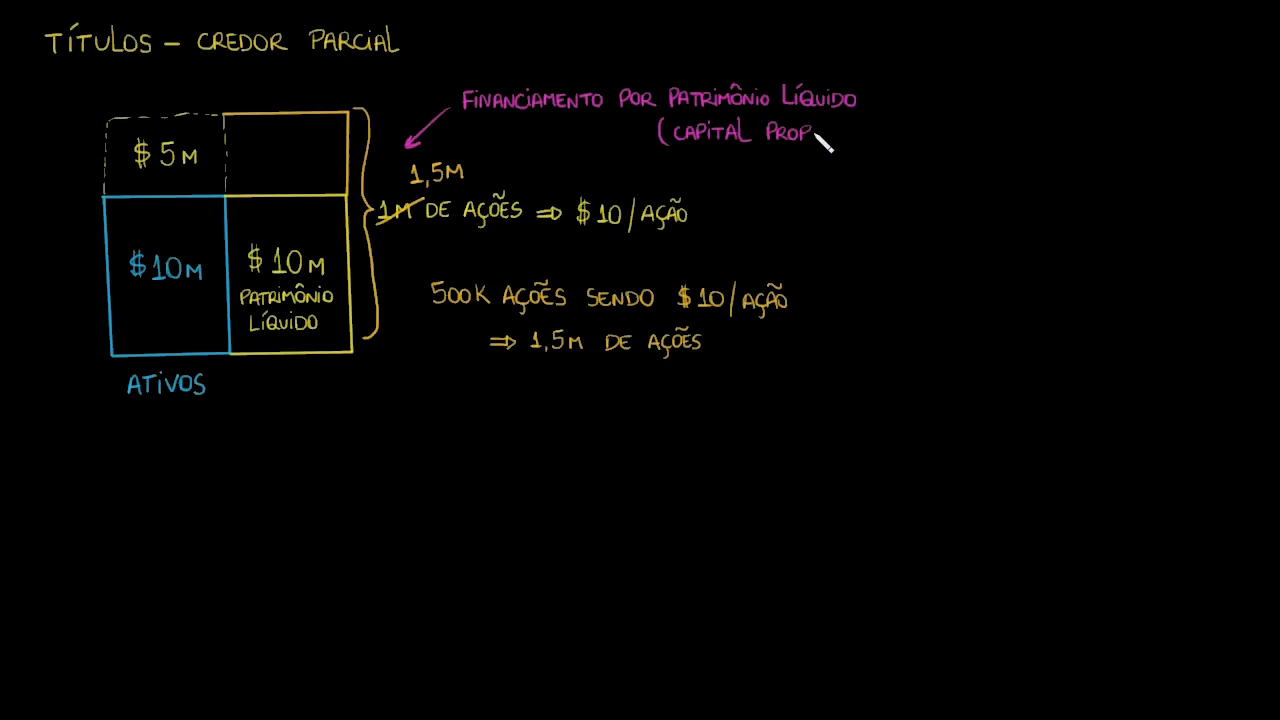 TÍTULOS – CREDOR PARCIAL
FINANCIAMENTO POR PATRIMÔNIO LÍQUIDO
(CAPITAL PROP
$ 5M
1,5M
1M DE AÇÕES ⇒ $10/AÇÃO
$10M
$10M
PATRIMÔNIO
LÍQUIDO
500K AÇÕES SENDO $10/AÇÃO
⇒ 1,5M DE AÇÕES
ATIVOS